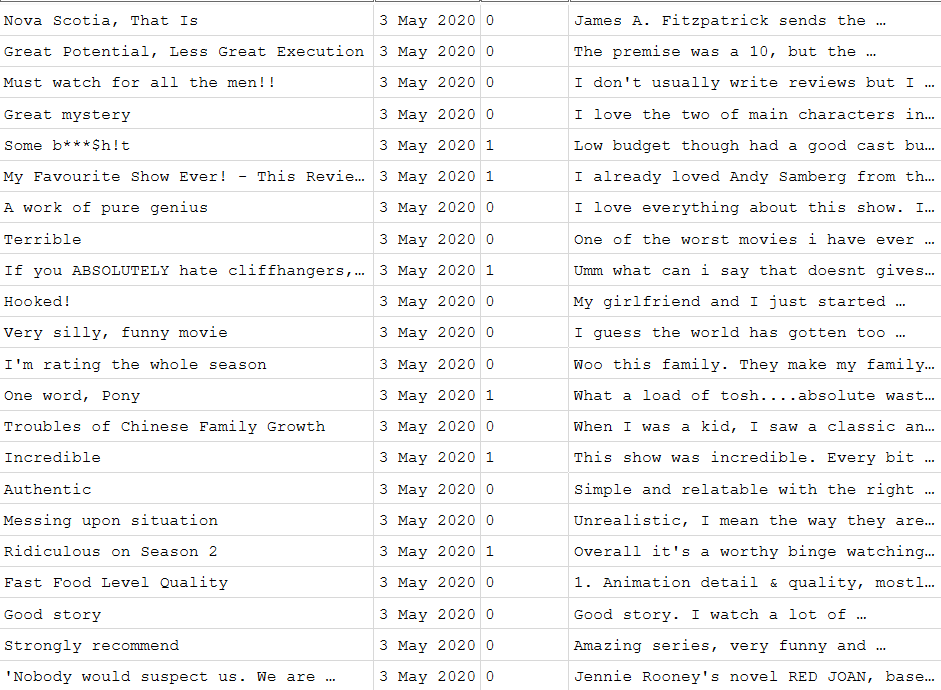 Nova Scotia, That Is 3 May 2020 0 James A. Fitzpatrick sends the …
Great Potential, Less Great Execution 3 May 2020 0 The premise was a 10, but the …
Must watch for all the men!! 3 May 2020 0 I don't usually write reviews but I …
Great mystery 3 May 2020 0 I love the two of main characters in…
Some b***$h!t 3 May 2020 1 Low budget though had a good cast bu…
My Favourite Show Ever! - This Revie… 3 May 2020 1 I already loved Andy Samberg from th…
A work of pure genius 3 May 2020 0 I love everything about this show. I…
Terrible 3 May 2020 0 One of the worst movies i have ever …
If you ABSOLUTELY hate cliffhangers,… 3 May 2020 1 Umm what can i say that doesnt gives…
Hooked! 3 May 2020 0 My girlfriend and I just started …
Very silly, funny movie 3 May 2020 0 I guess the world has gotten too …
I'm rating the whole season 3 May 2020 0 Woo this family. They make my family…
One word, Pony 3 May 2020 1 What a load of tosh....absolute wast…
Troubles of Chinese Family Growth 3 May 2020 0 When I was a kid, I saw a classic an…
Incredible 3 May 2020 1 This show was incredible. Every bit …
Authentic 3 May 2020 0 Simple and relatable with the right …
Messing upon situation 3 May 2020 0 Unrealistic, I mean the way they are…
Ridiculous on Season 2 3 May 2020 1 Overall it's a worthy binge watching…
Fast Food Level Quality 3 May 2020 0 1. Animation detail & quality, mostl…
Good story 3 May 2020 0 Good story. I watch a lot of …
Strongly recommend 3 May 2020 0 Amazing series, very funny and …
'Nobody would suspect us. We are … 3 May 2020 0 Jennie Rooney's novel RED JOAN, base…